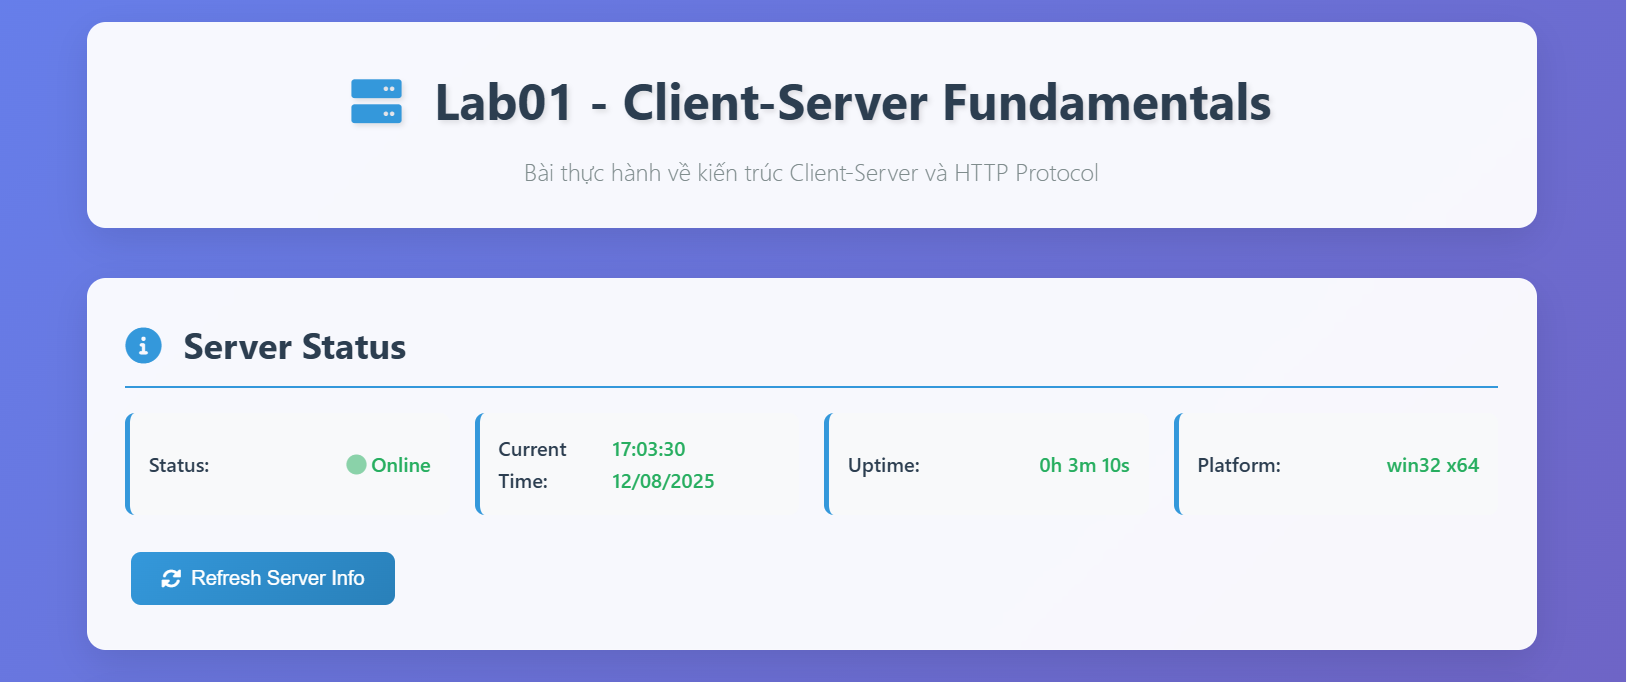 Lab01 - Client-Server Fundamentals
Bài thực hành về kiến trúc Client-Server và HTTP Protocol
Server Status
Status:
Online
Current
Time:
17:03:30
12/08/2025
Uptime:
0h 3m 10s
Platform:
win32 x64
Refresh Server Info